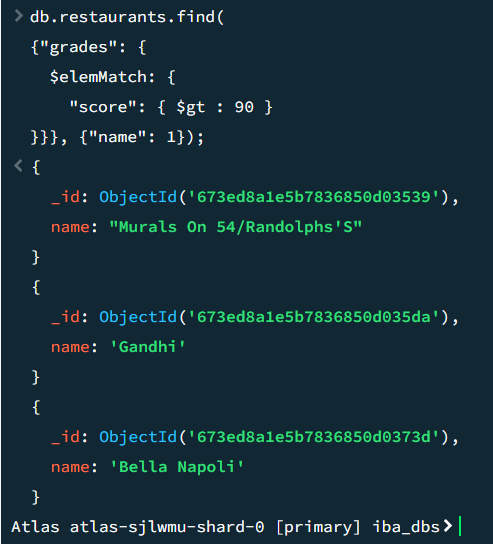 > db.restaurants.find(
{"grades": {
$elemMatch: {
"score": { $gt : 90 }
}}}, {"name": 1});
< {
_id: ObjectId('673ed8a1e5b7836850d03539'),
name: "Murals On 54/Randolphs'S"
}
{
_id: ObjectId('673ed8a1e5b7836850d035da'),
name: 'Gandhi'
}
{
_id: ObjectId('673ed8a1e5b7836850d0373d'),
name: 'Bella Napoli'
}
Atlas atlas-sjlwmu-shard-0 [primary] iba_dbs>